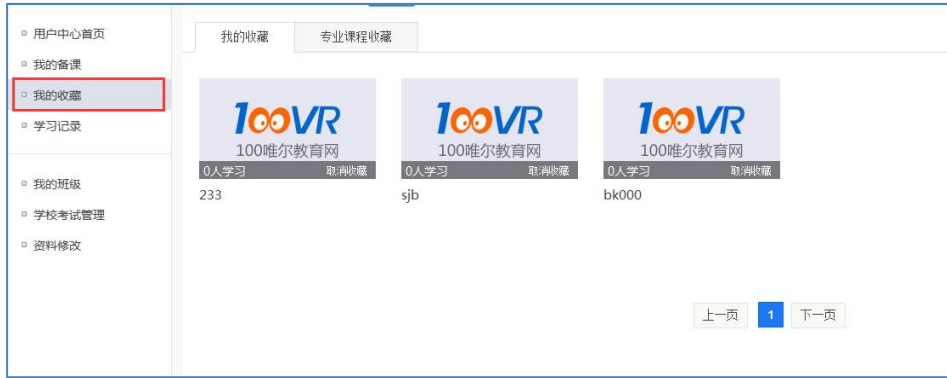 用户中心首页
我的备课
我的收藏
学习记录
我的班级
学校考试管理
资料修改
我的收藏 专业课程收藏
100VR 100VR 100VR
100唯尔教育网 100唯尔教育网 100唯尔教育网
0人学习 取消收藏 0人学习 取消收藏 0人学习 取消收藏
233 sjb bk000
上一页 1 下一页